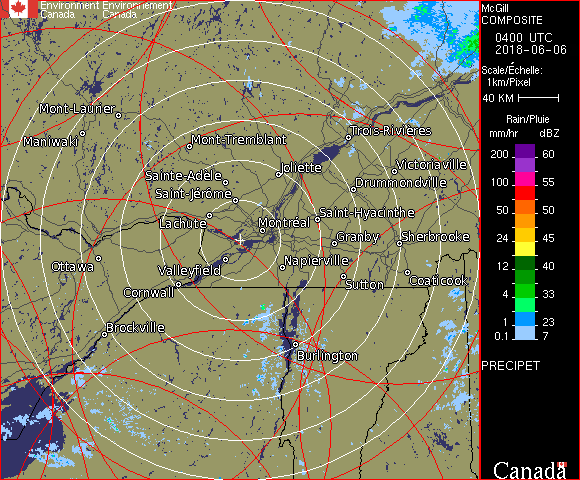 Environment Environnement
Canada Canada
McGill
COMPOSITE
0400 UTC
2018-06-06
Scale/Échelle:
1km/Pixel
40 KM
Rain/Pluie
mm/hr dBZ
200 60
100 55
50 50
24 45
12 40
4 33
1 23
0.1 7
PRECIPET
Canada
Mont-Laurier
Maniwaki
Mont-Tremblant
Trois-Rivières
Sainte-Adèle
Joliette
Victoriaville
Saint-Jérôme
Drummondville
Lachute
Montréal
Saint-Hyacinthe
Granby
Sherbrooke
Ottawa
Valleyfield
Napierville
Cornwall
Sutton
Coaticook
Brockville
Burlington